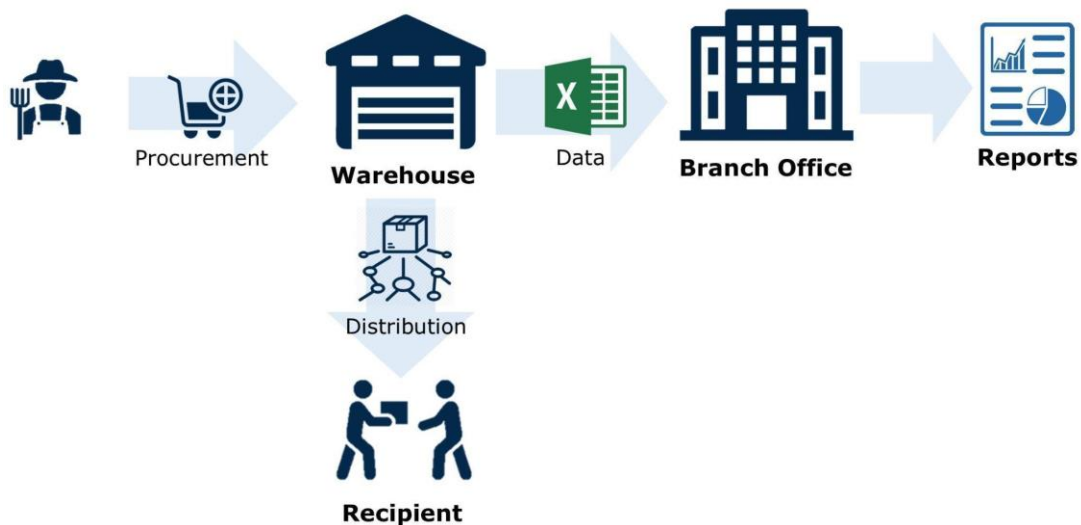 Procurement
Warehouse
X
Data
Branch Office
Reports
Distribution
Recipient